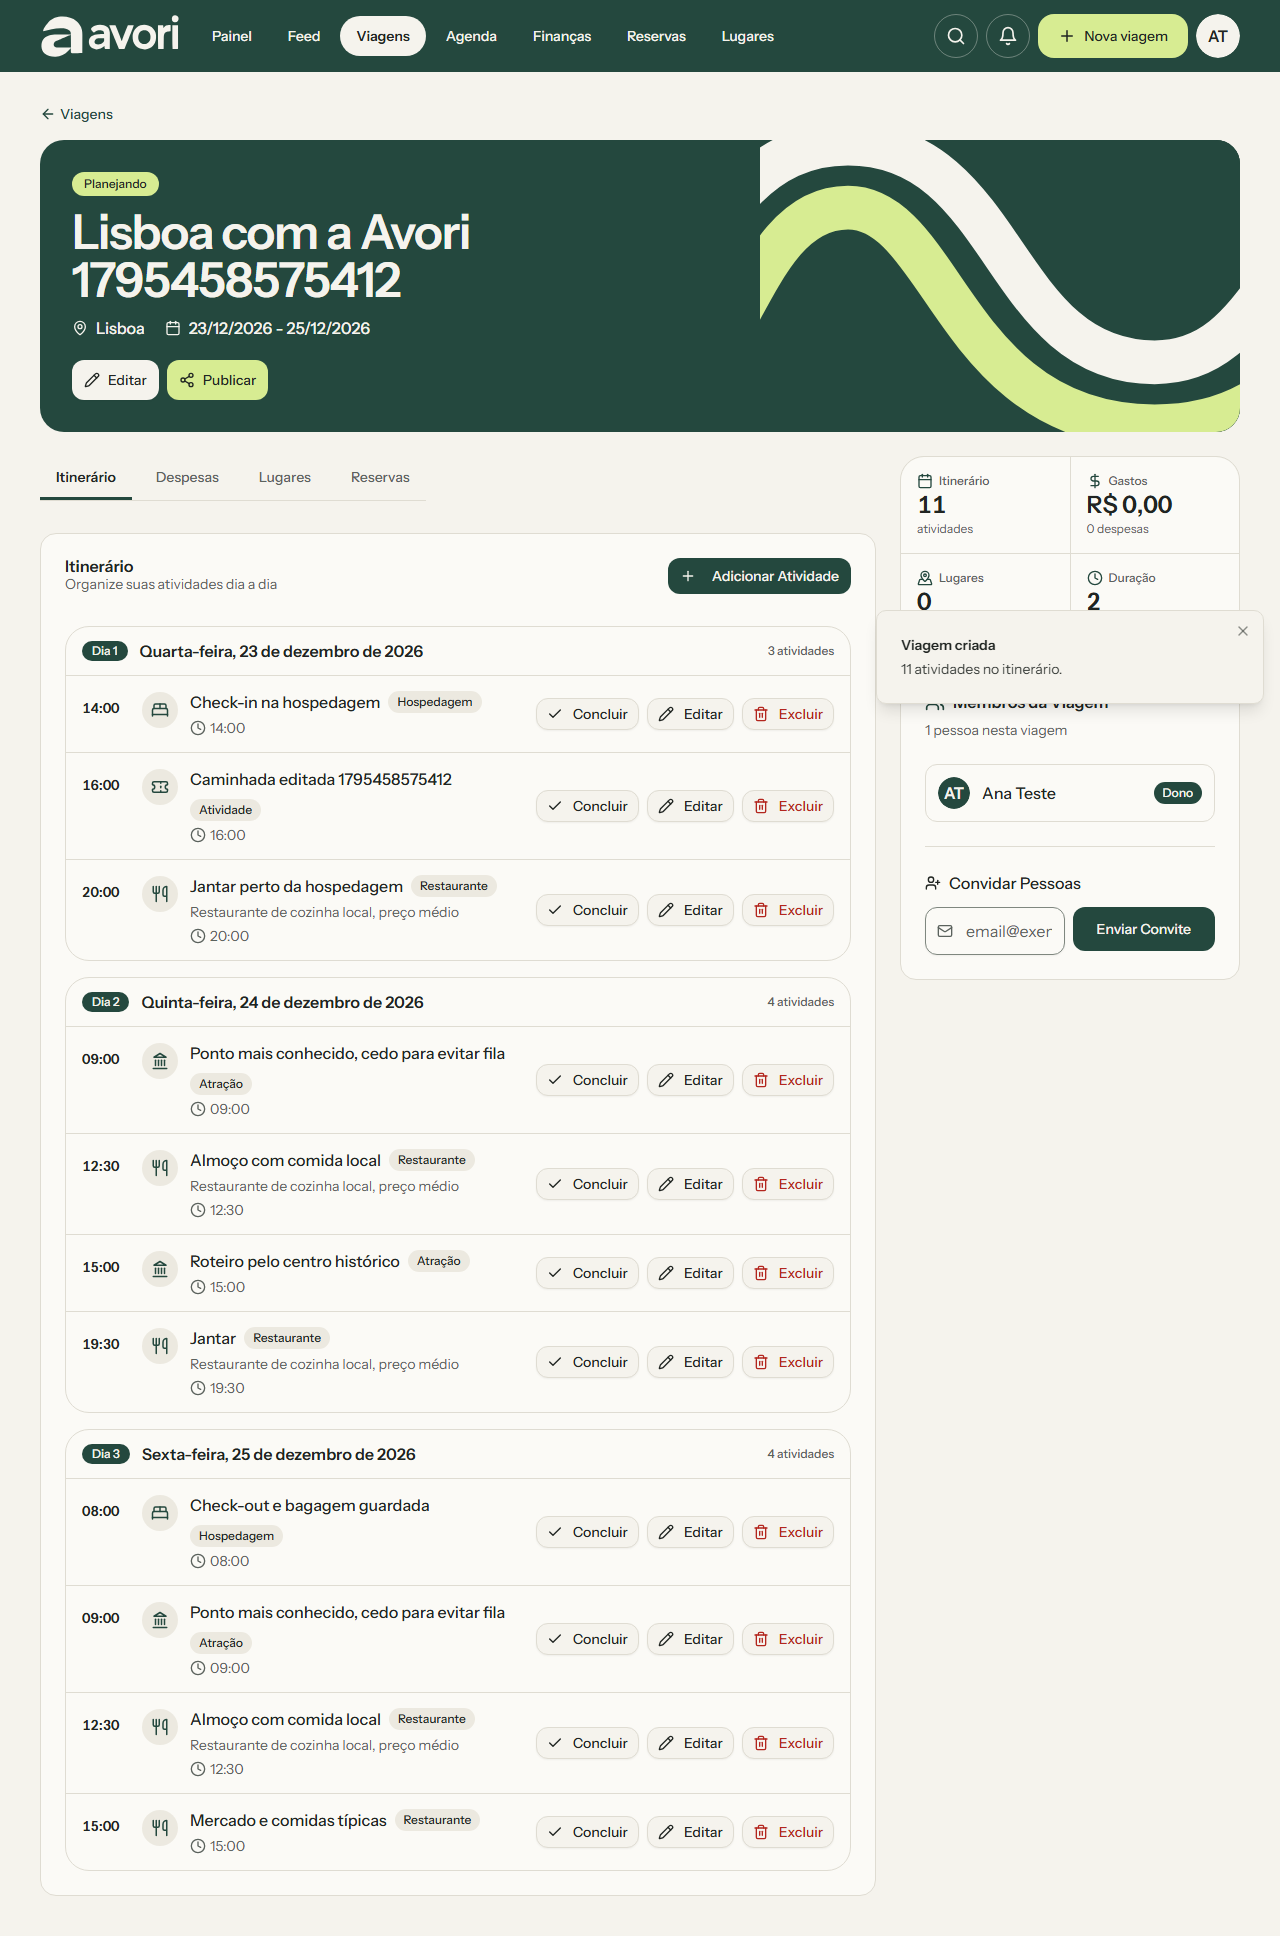 avori
Painel
Feed
Viagens
Agenda
Finanças
Reservas
Lugares
Nova viagem
AT
Viagens
Planejando
Lisboa com a Avori
1795458575412
Lisboa
23/12/2026 - 25/12/2026
Editar
Publicar
Itinerário
Despesas
Lugares
Reservas
Itinerário
Organize suas atividades dia a dia
Adicionar Atividade
Dia 1
Quarta-feira, 23 de dezembro de 2026
3 atividades
14:00
Check-in na hospedagem
Hospedagem
14:00
Concluir
Editar
Excluir
16:00
Caminhada editada 1795458575412
Atividade
16:00
Concluir
Editar
Excluir
20:00
Jantar perto da hospedagem
Restaurante
Restaurante de cozinha local, preço médio
20:00
Concluir
Editar
Excluir
Dia 2
Quinta-feira, 24 de dezembro de 2026
4 atividades
09:00
Ponto mais conhecido, cedo para evitar fila
Atração
09:00
Concluir
Editar
Excluir
12:30
Almoço com comida local
Restaurante
Restaurante de cozinha local, preço médio
12:30
Concluir
Editar
Excluir
15:00
Roteiro pelo centro histórico
Atração
15:00
Concluir
Editar
Excluir
19:30
Jantar
Restaurante
Restaurante de cozinha local, preço médio
19:30
Concluir
Editar
Excluir
Dia 3
Sexta-feira, 25 de dezembro de 2026
4 atividades
08:00
Check-out e bagagem guardada
Hospedagem
08:00
Concluir
Editar
Excluir
09:00
Ponto mais conhecido, cedo para evitar fila
Atração
09:00
Concluir
Editar
Excluir
12:30
Almoço com comida local
Restaurante
Restaurante de cozinha local, preço médio
12:30
Concluir
Editar
Excluir
15:00
Mercado e comidas típicas
Restaurante
15:00
Concluir
Editar
Excluir
Itinerário
11
atividades
Gastos
R$ 0,00
0 despesas
Lugares
0
Duração
2
Viagem criada
11 atividades no itinerário.
Membros da Viagem
1 pessoa nesta viagem
AT
Ana Teste
Dono
Convidar Pessoas
email@exer
Enviar Convite